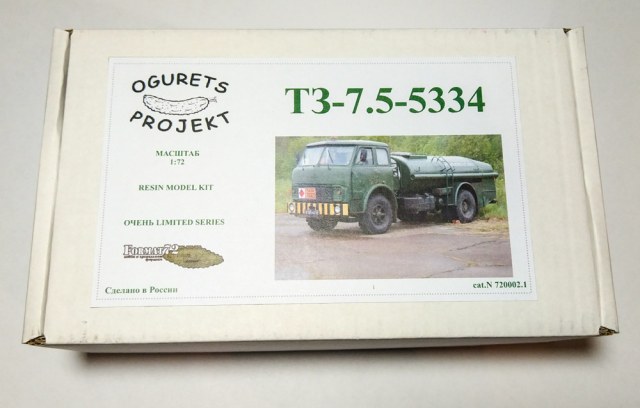 OGURETS
PROJEKT
ТЗ-7.5-5334
МАСШТАБ
1:72
RESIN MODEL KIT
ОЧЕНЬ LIMITED SERIES
FORMAT72
Сделано в России
cat.N 720002.1